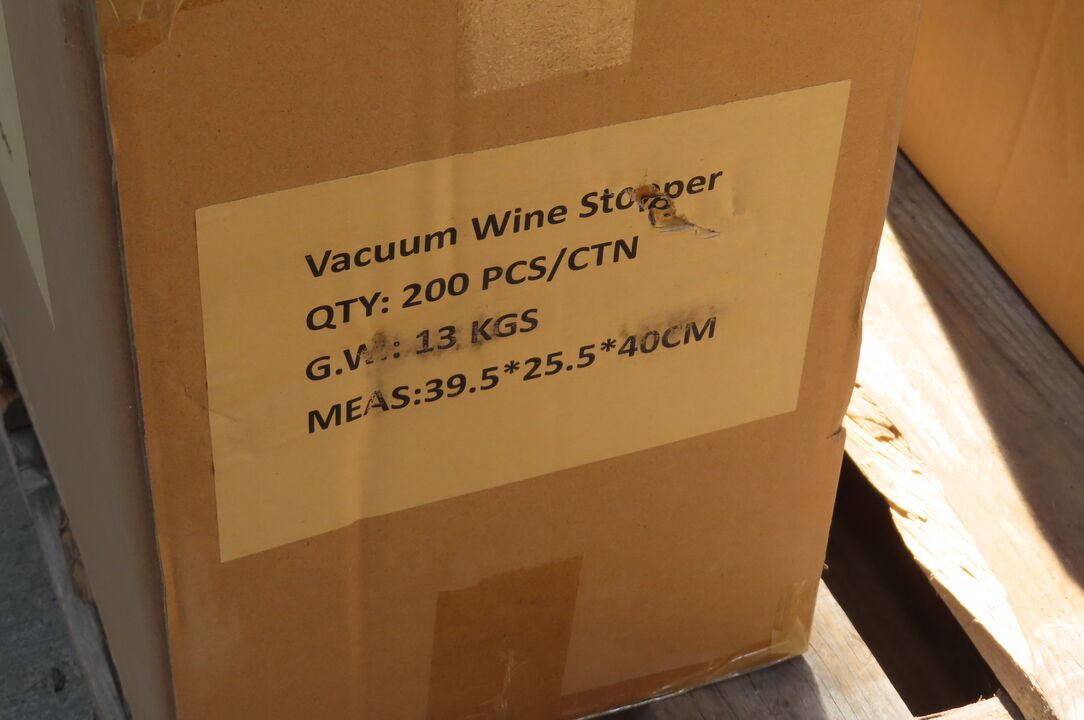 Vacuum Wine Stopper
QTY: 200 PCS/CTN
G.W.: 13 KGS
MEAS:39.5*25.5*40CM